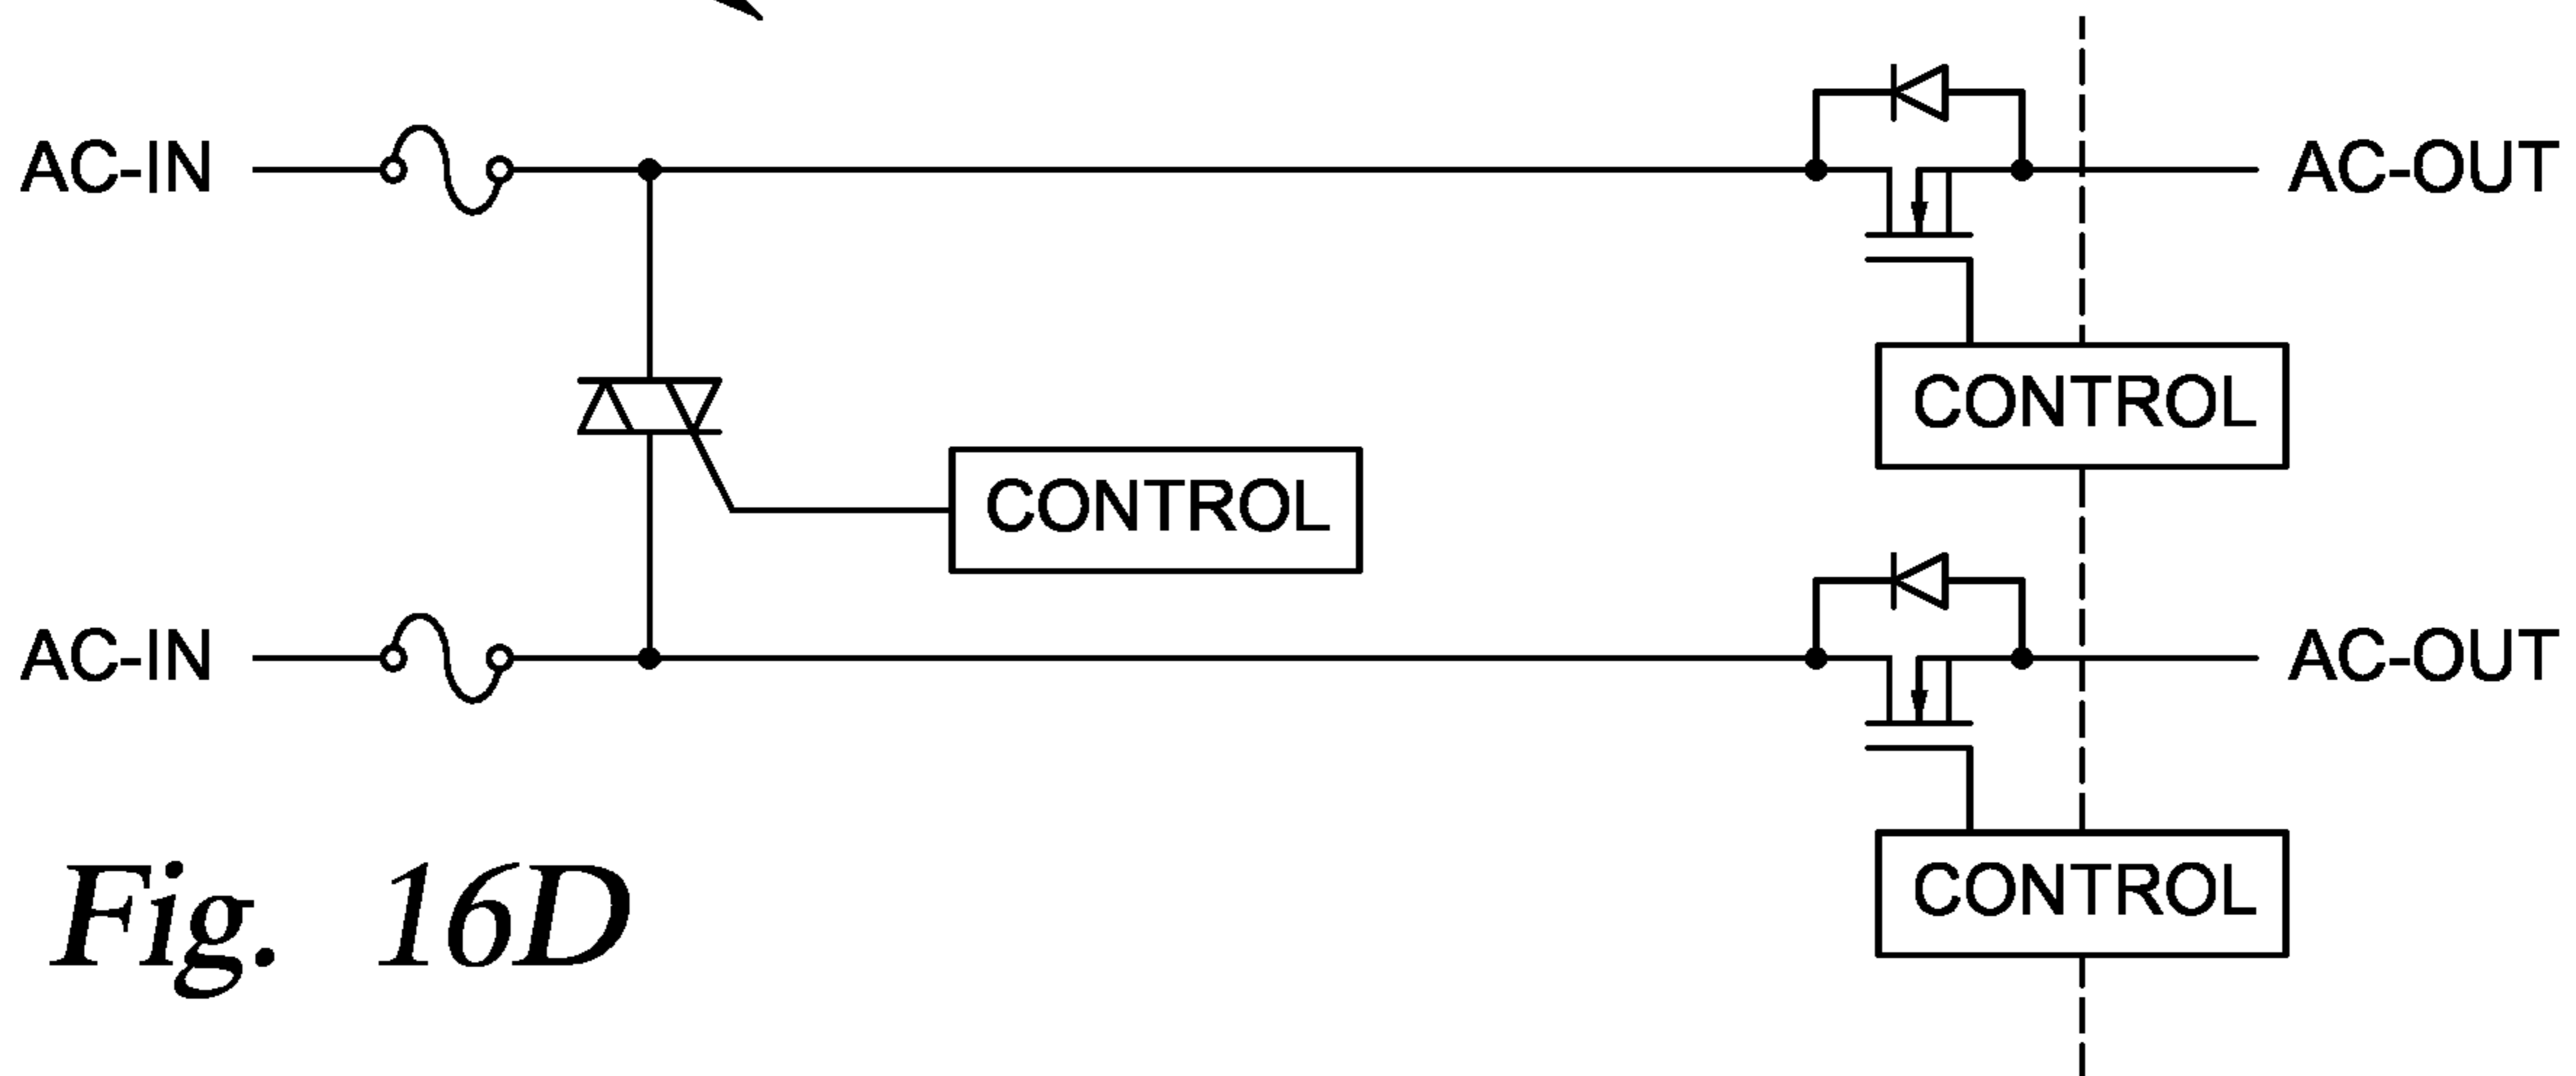 AC-IN
AC-OUT
CONTROL
CONTROL
AC-IN
AC-OUT
CONTROL
Fig. 16D